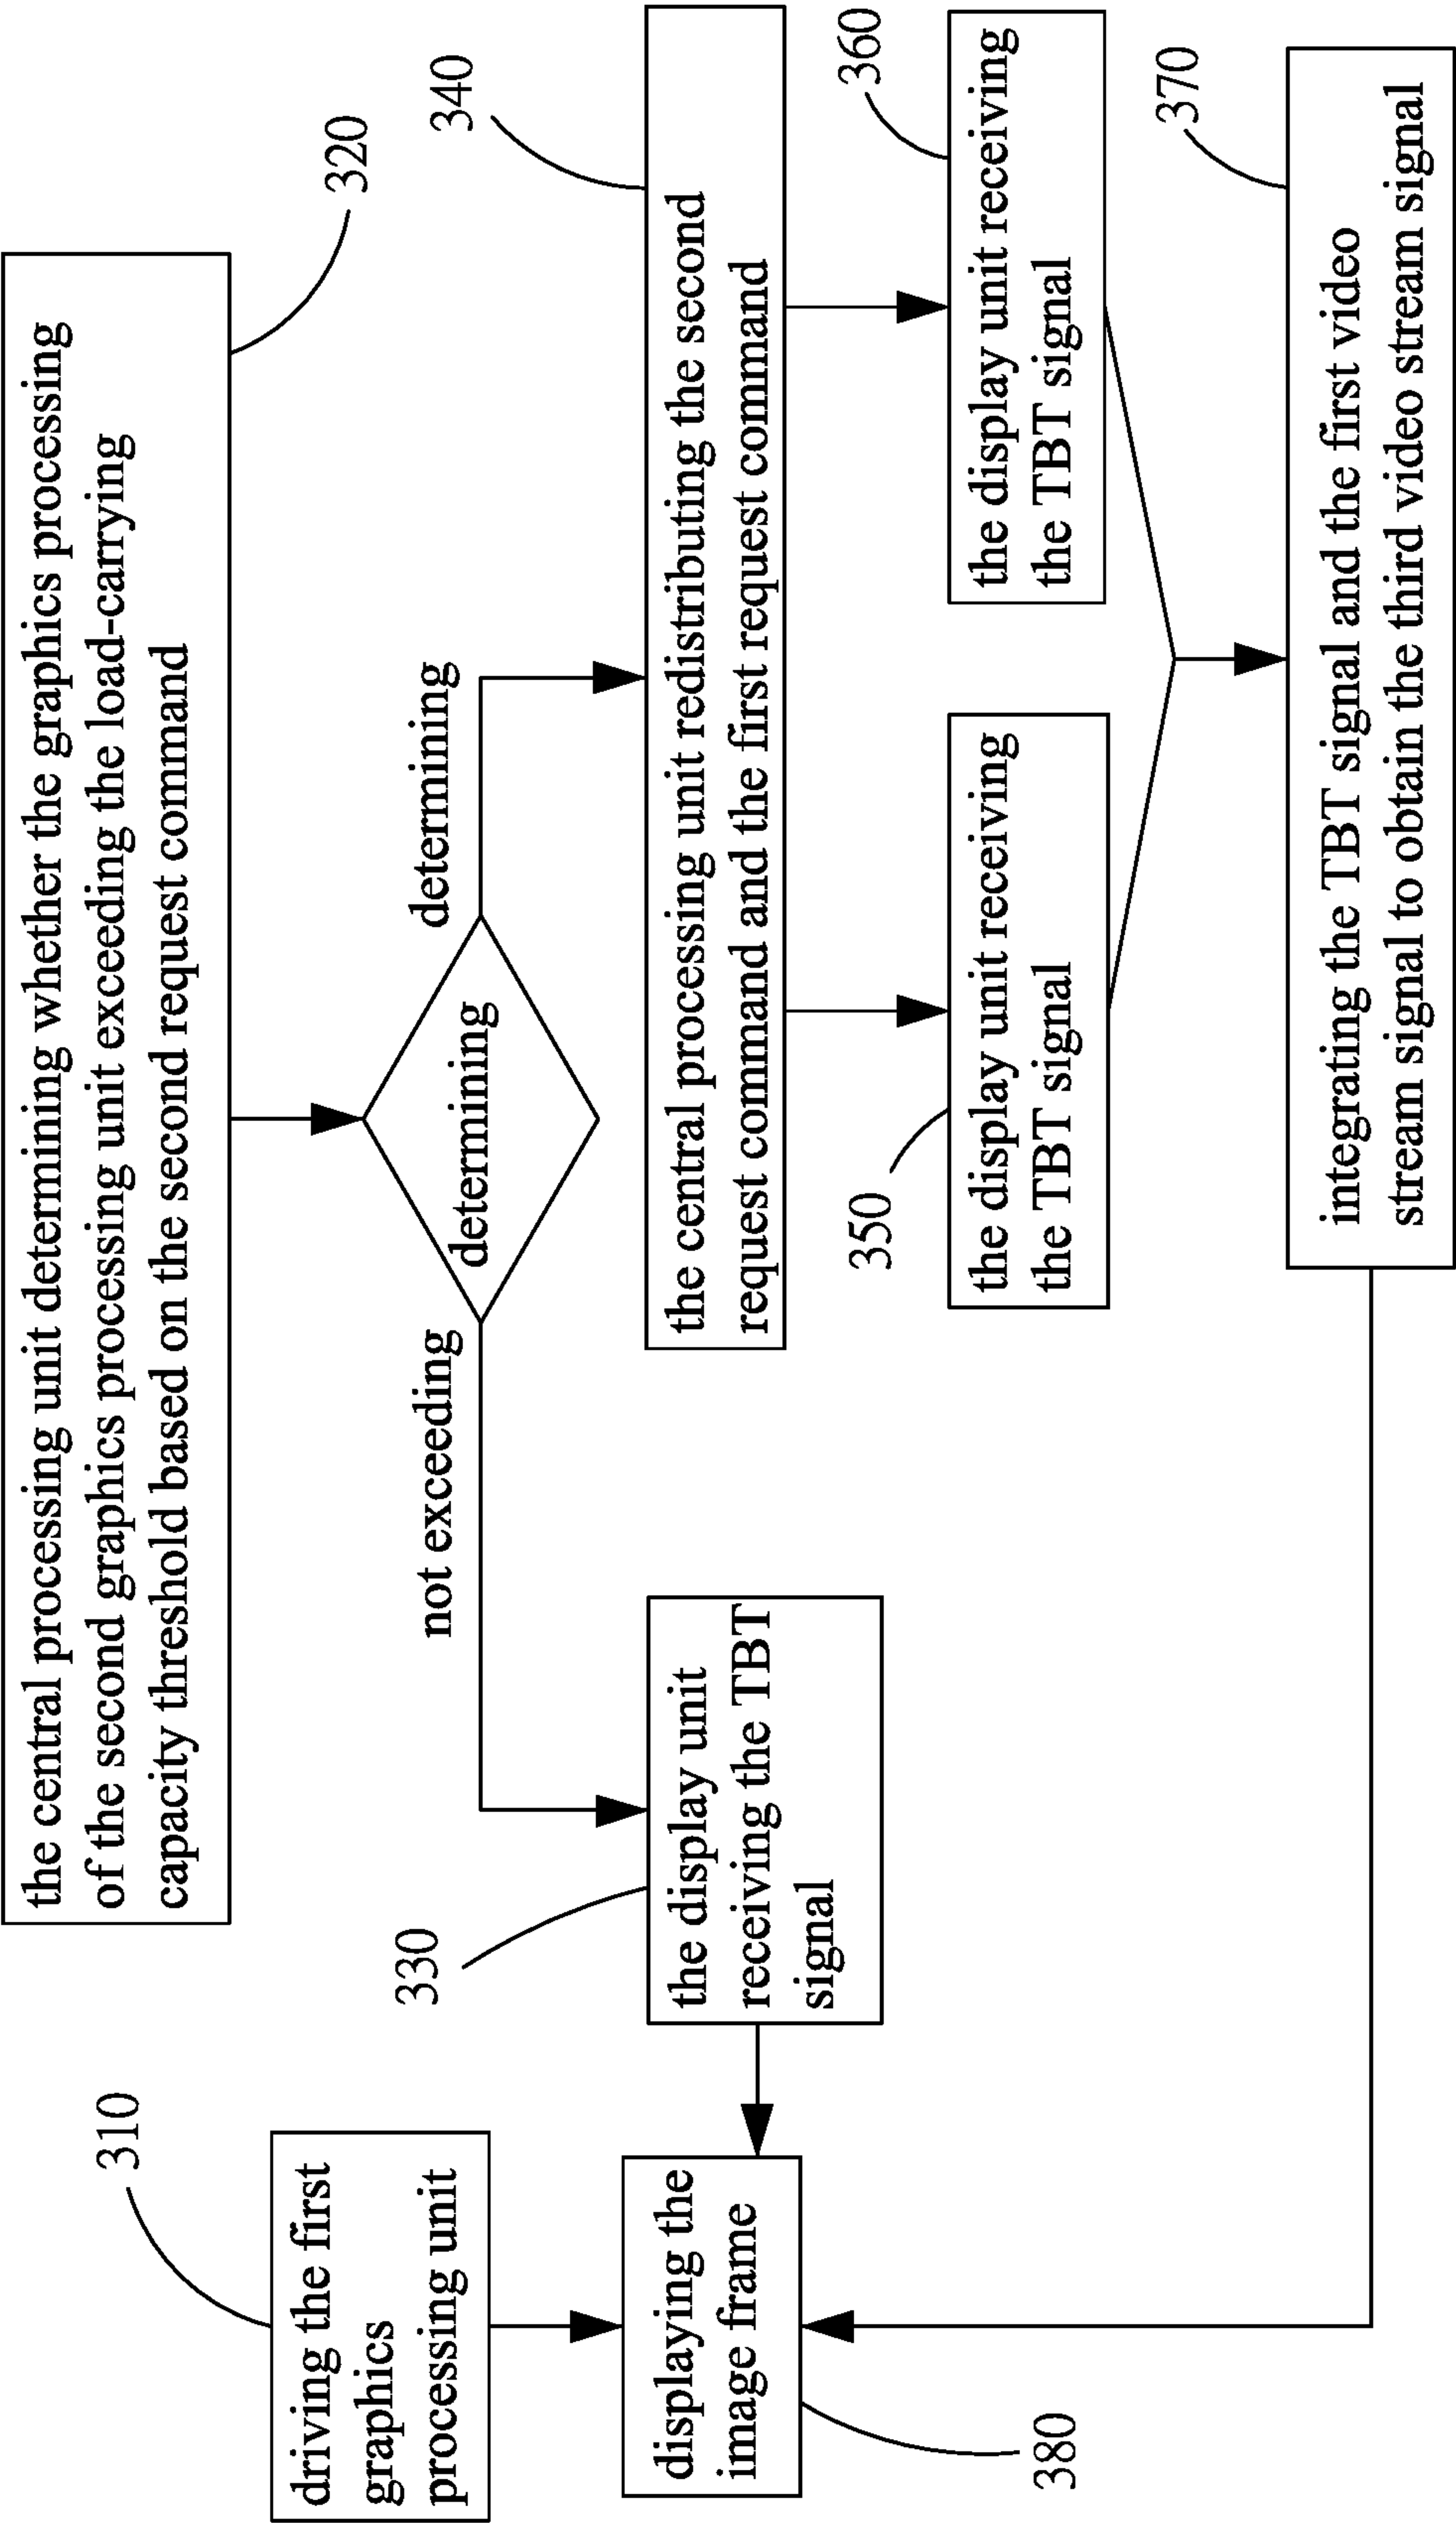 310
driving the first
graphics
processing unit
320
the central processing unit determining whether the graphics processing
of the second graphics processing unit exceeding the load-carrying
capacity threshold based on the second request command
determining
not exceeding
determining
330
the display unit
receiving the TBT
signal
340
the central processing unit redistributing the second
request command and the first request command
350
the display unit receiving
the TBT signal
360
the display unit receiving
the TBT signal
370
integrating the TBT signal and the first video
stream signal to obtain the third video stream signal
displaying the
image frame
380